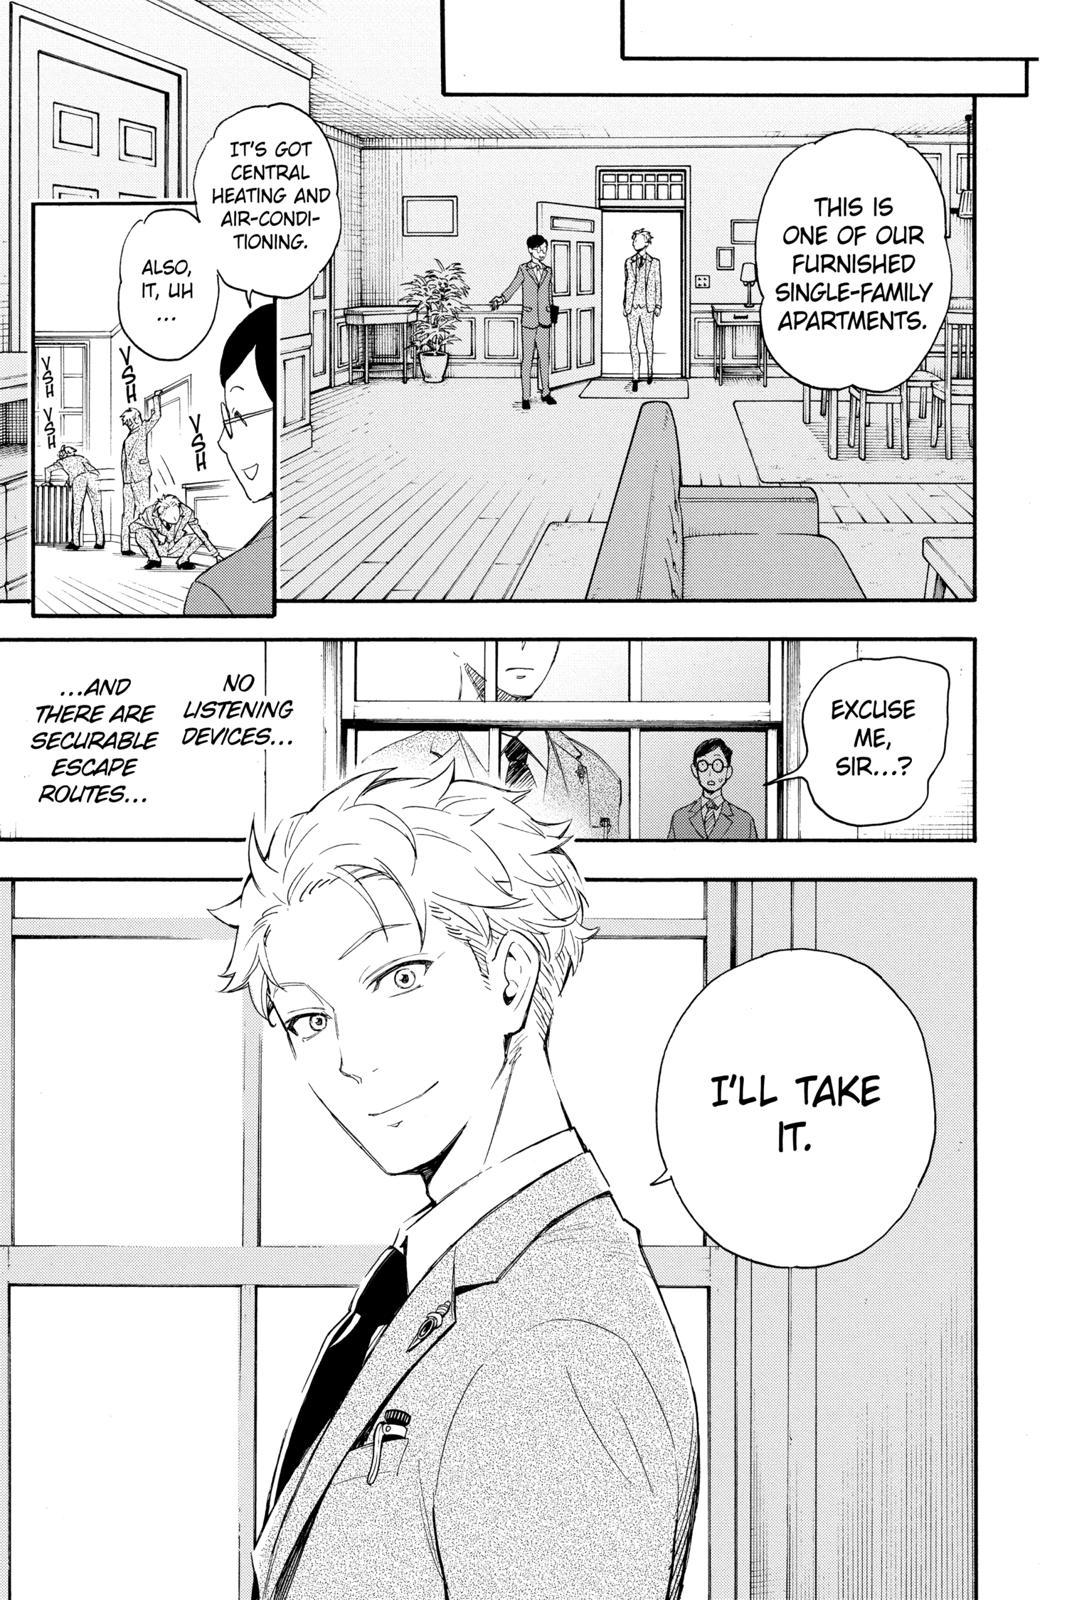 THIS IS
ONE OF OUR
FURNISHED
SINGLE-FAMILY
APARTMENTS.
IT'S GOT
CENTRAL
HEATING AND
AIR-CONDI-
TIONING.
ALSO,
IT, UH
...
VSH
VSH
VSH
VSH
EXCUSE
ME,
SIR...?
NO
LISTENING
DEVICES...
...AND
THERE ARE
SECURABLE
ESCAPE
ROUTES...
I'LL TAKE
IT.